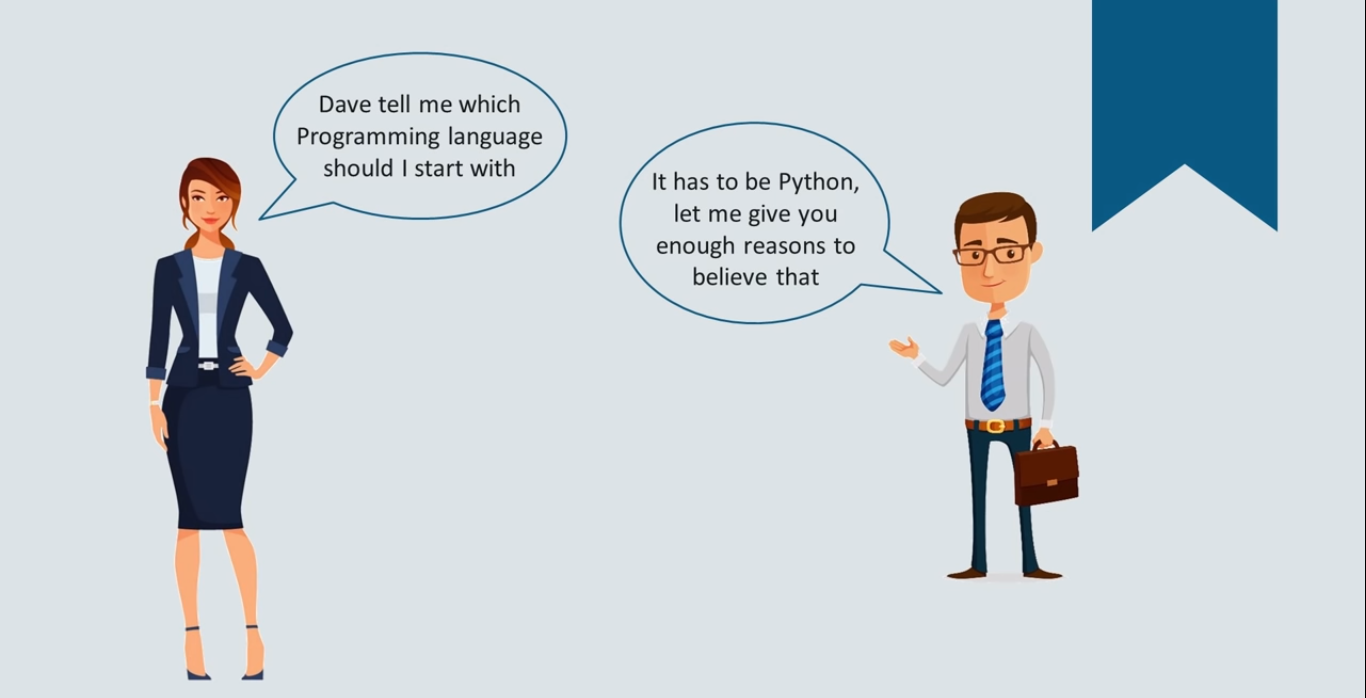 Dave tell me which
Programming language
should I start with
It has to be Python,
let me give you
enough reasons to
believe that